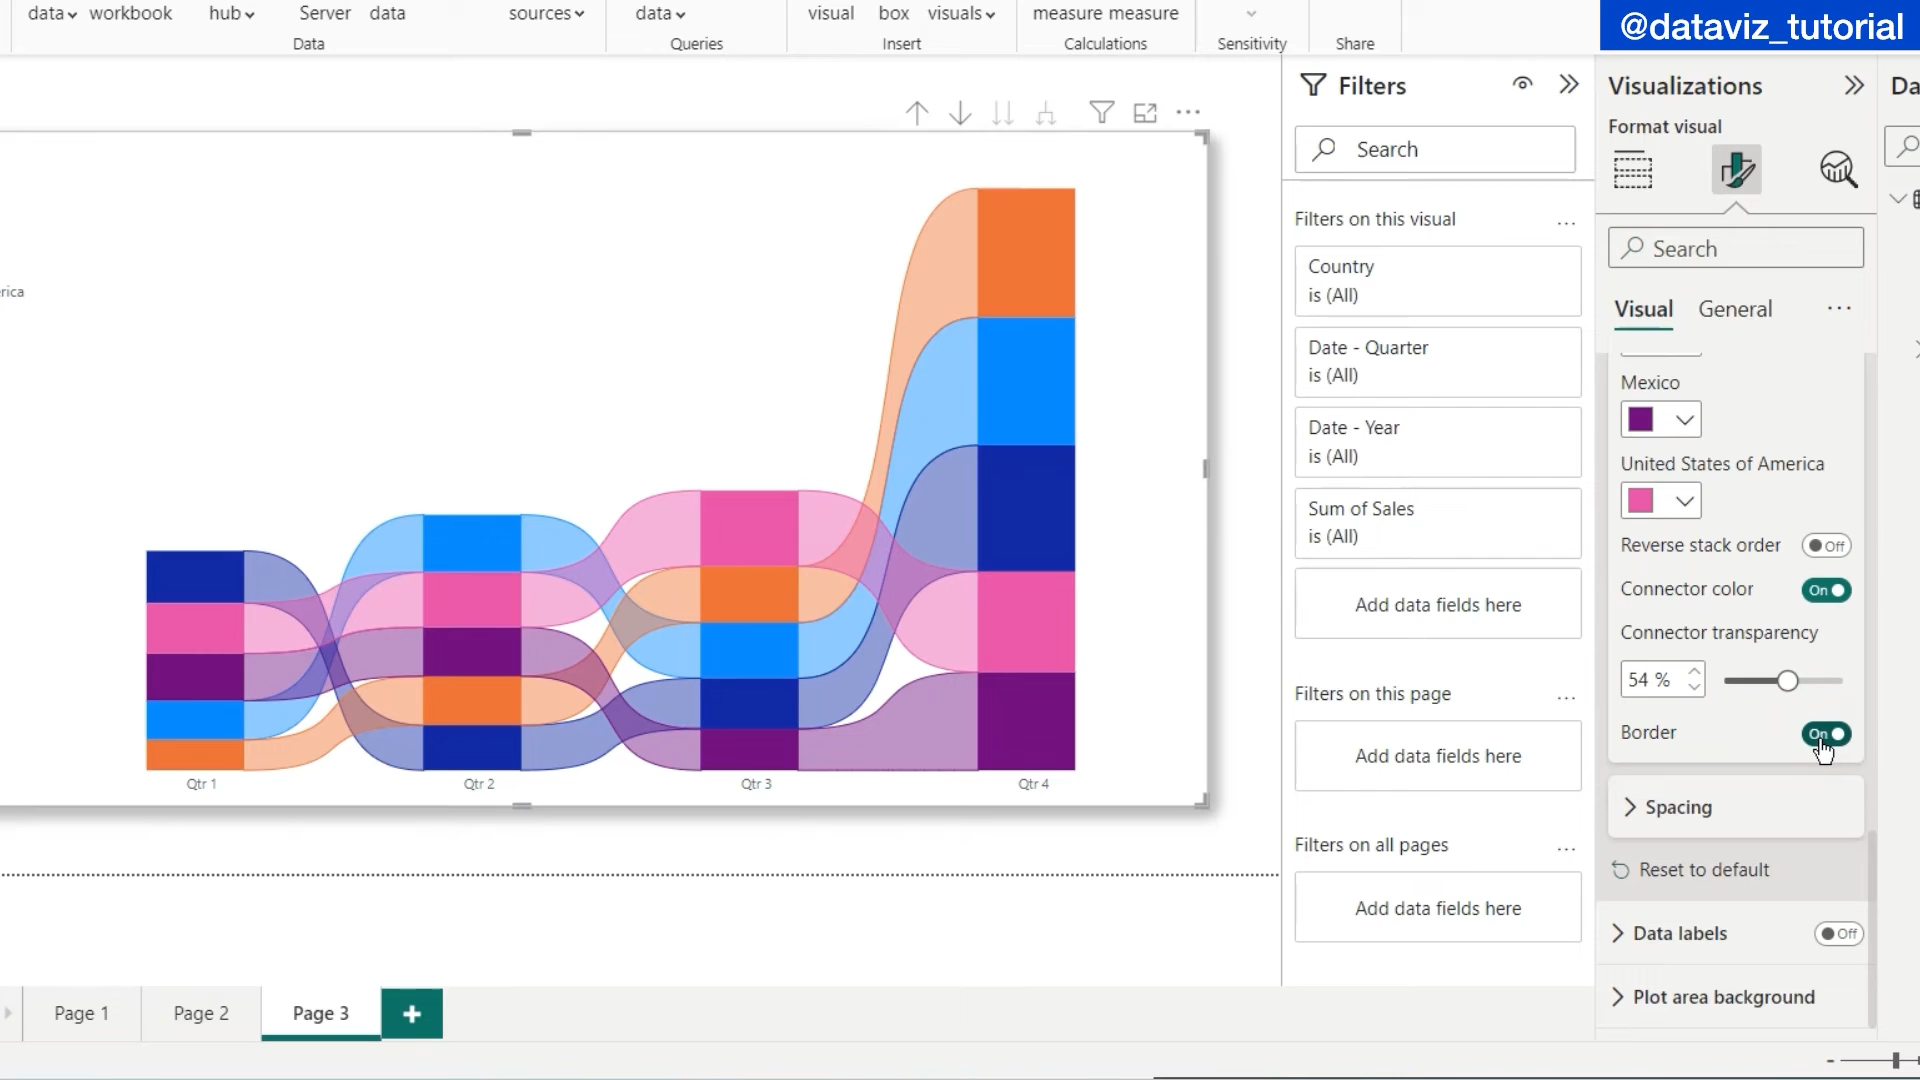 data workbook hub Server data sources data visual box visuals measure measure
Data Queries Insert Calculations Sensitivity Share
@dataviz_tutorial
Filters
Search
Filters on this visual ...
Country
is (All)
Date - Quarter
is (All)
Date - Year
is (All)
Sum of Sales
is (All)
Add data fields here
Filters on this page ...
Add data fields here
Filters on all pages ...
Add data fields here
Visualizations
Format visual
Search
Visual General ...
Mexico
United States of America
Reverse stack order Off
Connector color On
Connector transparency
54 %
Border On
Spacing
Reset to default
Data labels Off
Plot area background
Da
erica
Qtr 1 Qtr 2 Qtr 3 Qtr 4
Page 1 Page 2 Page 3 +